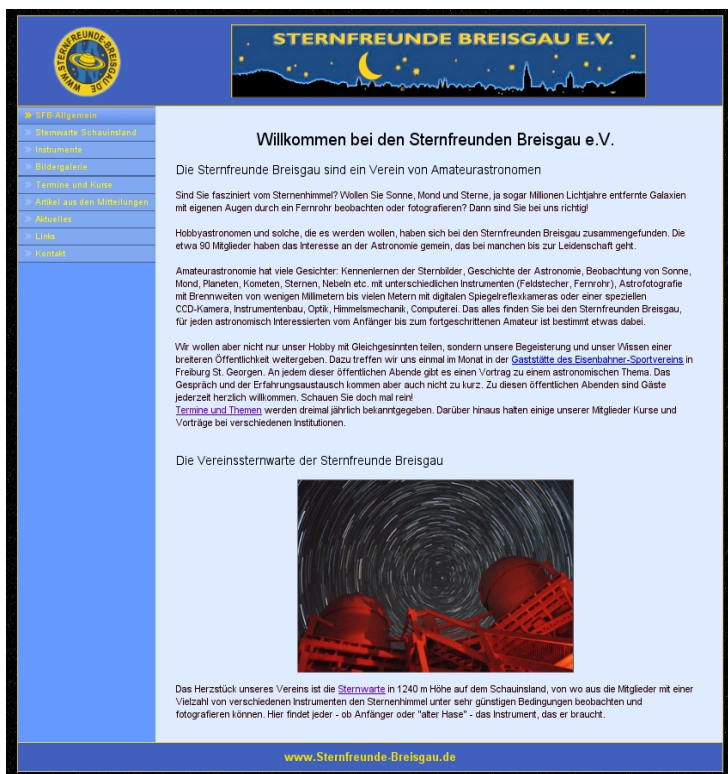 WWW.STERNFREUNDE-BREISGAU.DE
STERNFREUNDE BREISGAU E.V.
» SFB-Allgemein
» Sternwarte Schauinsland
» Instrumente
» Bildergalerie
» Termine und Kurse
» Artikel aus den Mitteilungen
» Aktuelles
» Links
» Kontakt
Willkommen bei den Sternfreunden Breisgau e.V.
Die Sternfreunde Breisgau sind ein Verein von Amateurastronomen
Sind Sie fasziniert vom Sternenhimmel? Wollen Sie Sonne, Mond und Sterne, ja sogar Millionen Lichtjahre entfernte Galaxien
mit eigenen Augen durch ein Fernrohr beobachten oder fotografieren? Dann sind Sie bei uns richtig!
Hobbyastronomen und solche, die es werden wollen, haben sich bei den Sternfreunden Breisgau zusammengefunden. Die
etwa 90 Mitglieder haben das Interesse an der Astronomie gemein, das bei manchen bis zur Leidenschaft geht.
Amateurastronomie hat viele Gesichter: Kennenlernen der Sternbilder, Geschichte der Astronomie, Beobachtung von Sonne,
Mond, Planeten, Kometen, Sternen, Nebeln etc. mit unterschiedlichen Instrumenten (Feldstecher, Fernrohr), Astrofotografie
mit Brennweiten von wenigen Millimetern bis vielen Metern mit digitalen Spiegelreflexkameras oder einer speziellen
CCD-Kamera, Instrumentenbau, Optik, Himmelsmechanik, Computerei. Das alles finden Sie bei den Sternfreunden Breisgau,
für jeden astronomisch Interessierten vom Anfänger bis zum fortgeschrittenen Amateur ist bestimmt etwas dabei.
Wir wollen aber nicht nur unser Hobby mit Gleichgesinnten teilen, sondern unsere Begeisterung und unser Wissen einer
breiteren Öffentlichkeit weitergeben. Dazu treffen wir uns einmal im Monat in der Gaststätte des Eisenbahner-Sportvereins in
Freiburg St. Georgen. An jedem dieser öffentlichen Abende gibt es einen Vortrag zu einem astronomischen Thema. Das
Gespräch und der Erfahrungsaustausch kommen aber auch nicht zu kurz. Zu diesen öffentlichen Abenden sind Gäste
jederzeit herzlich willkommen. Schauen Sie doch mal rein!
Termine und Themen werden dreimal jährlich bekanntgegeben. Darüber hinaus halten einige unserer Mitglieder Kurse und
Vorträge bei verschiedenen Institutionen.
Die Vereinssternwarte der Sternfreunde Breisgau
Das Herzstück unseres Vereins ist die Sternwarte in 1240 m Höhe auf dem Schauinsland, von wo aus die Mitglieder mit einer
Vielzahl von verschiedenen Instrumenten den Sternenhimmel unter sehr günstigen Bedingungen beobachten und
fotografieren können. Hier findet jeder - ob Anfänger oder "alter Hase" - das Instrument, das er braucht.
www.Sternfreunde-Breisgau.de